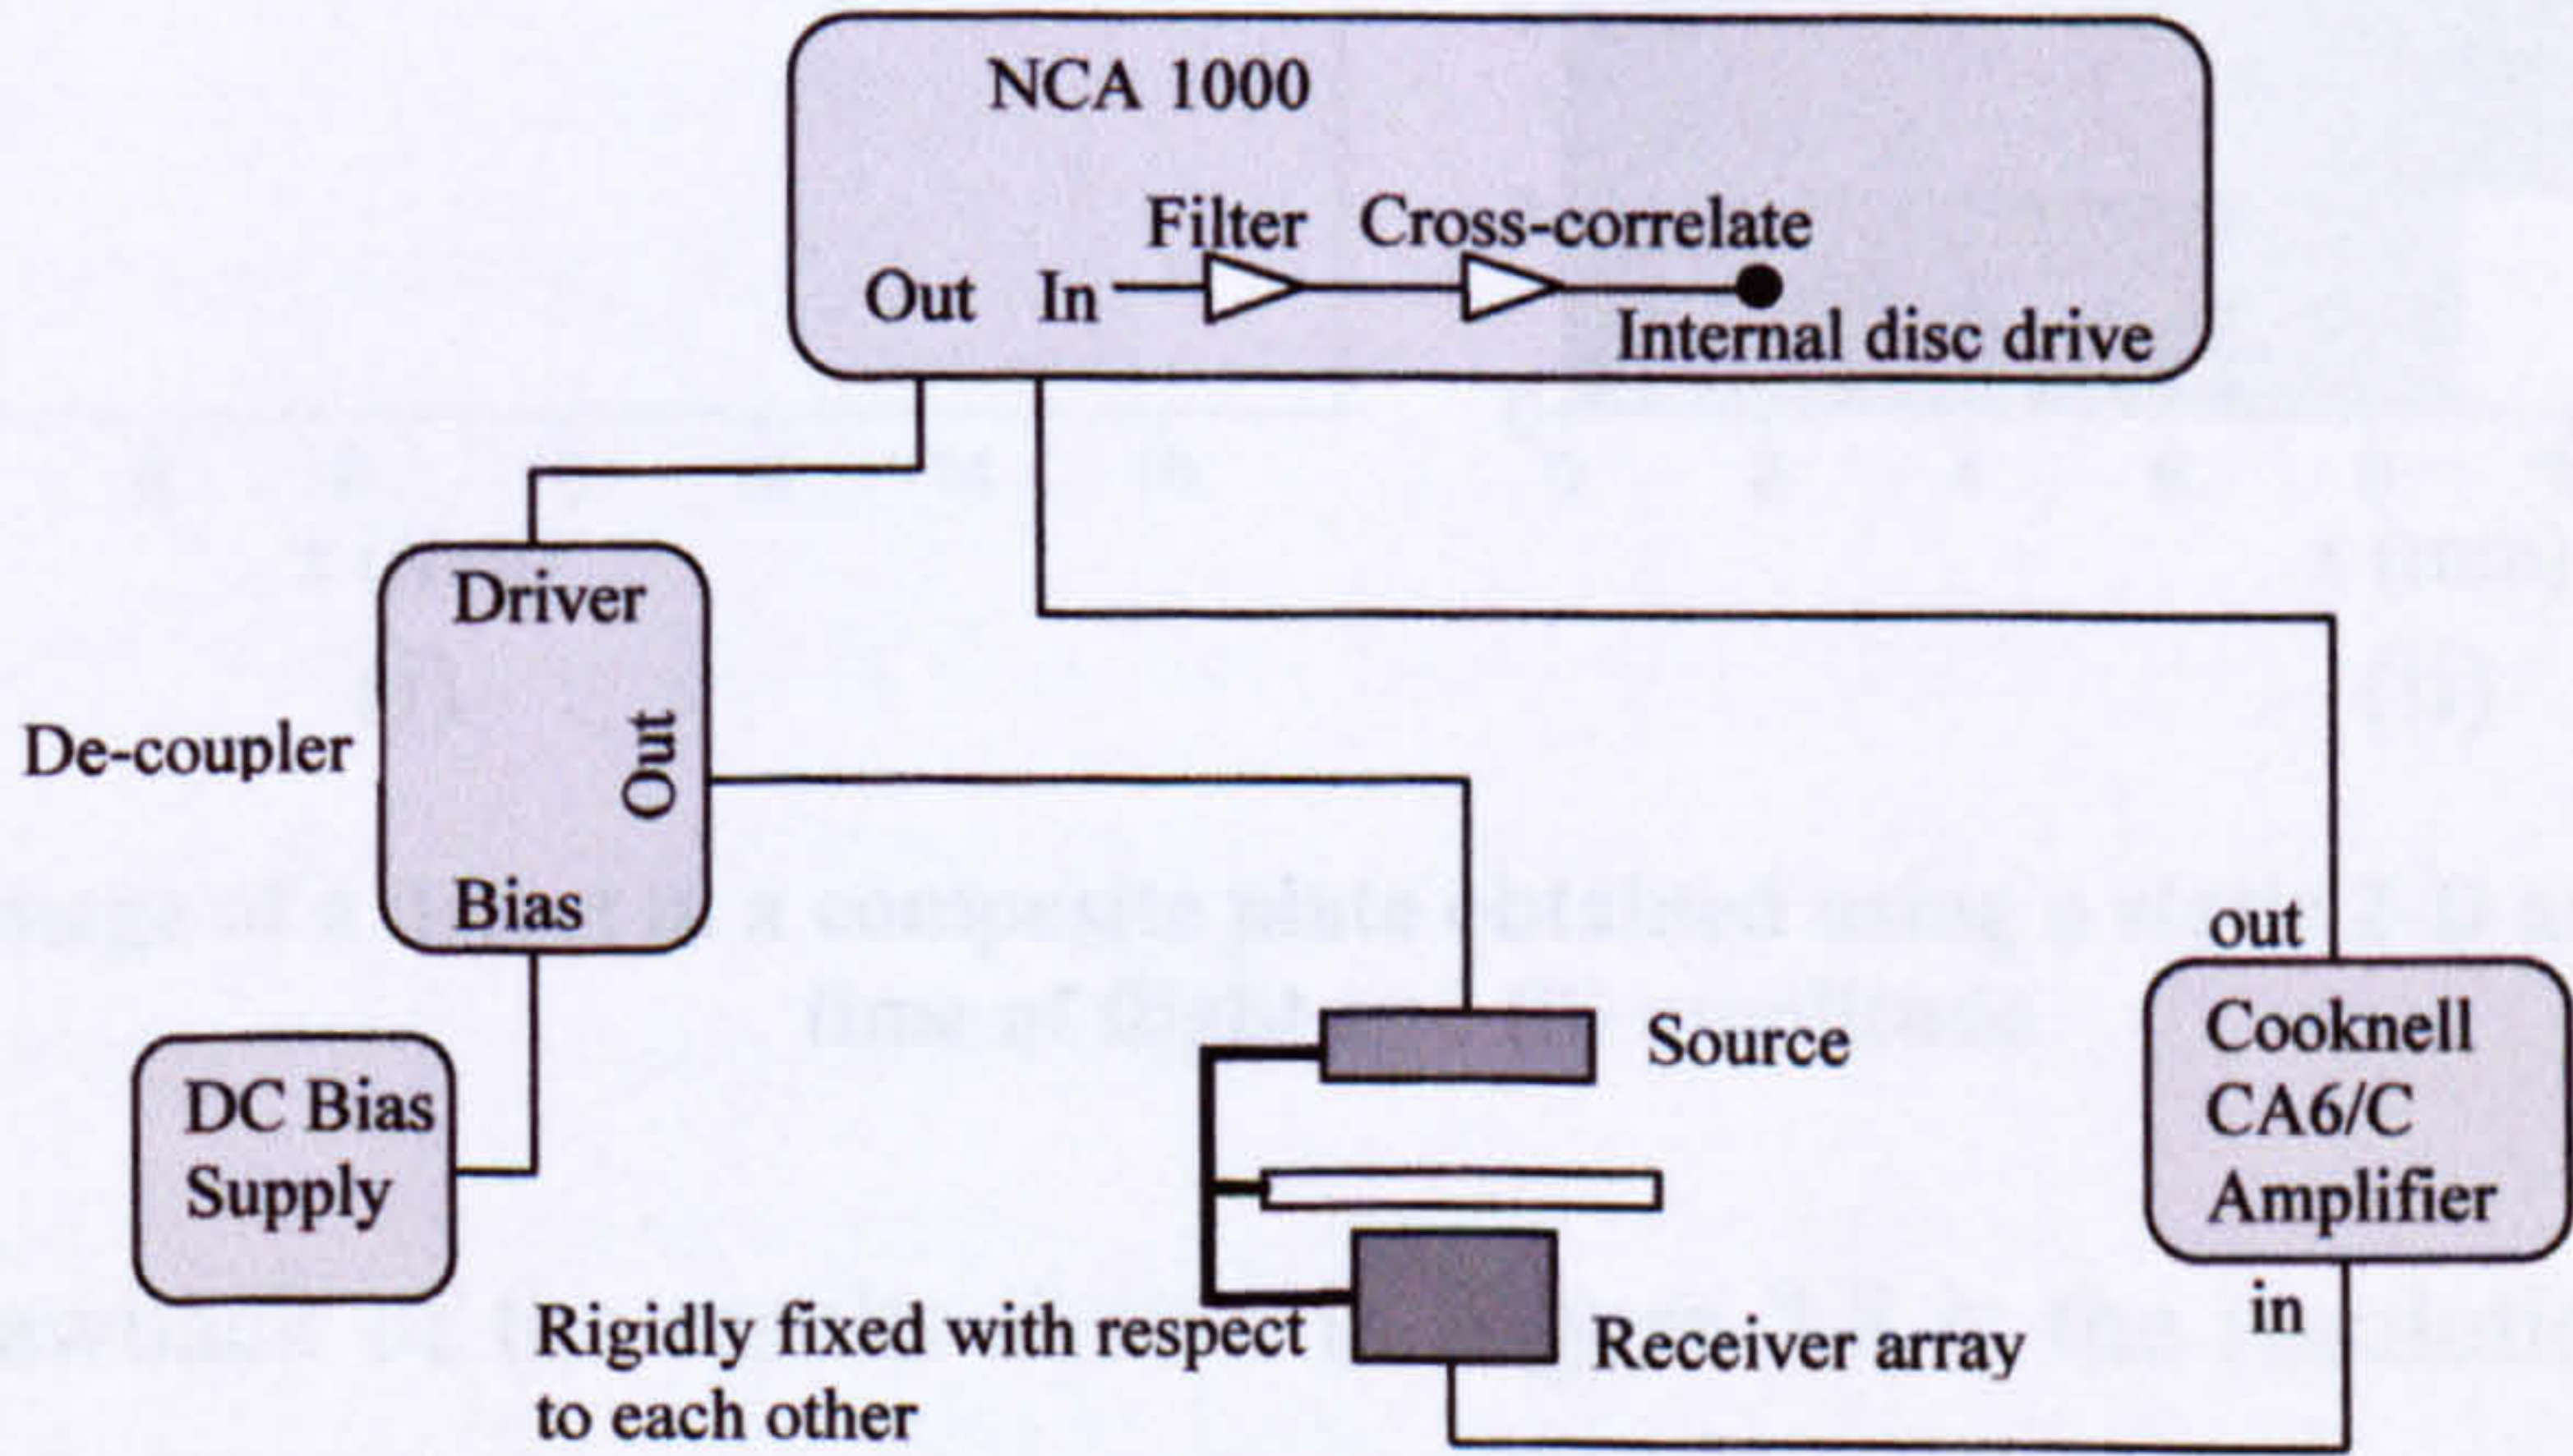 NCA 1000
Filter Cross-correlate
Out In
Internal disc drive
Driver
Out
De-coupler
Bias
DC Bias
Supply
Source
out
Cooknell
CA6/C
Amplifier
in
Rigidly fixed with respect
to each other
Receiver array